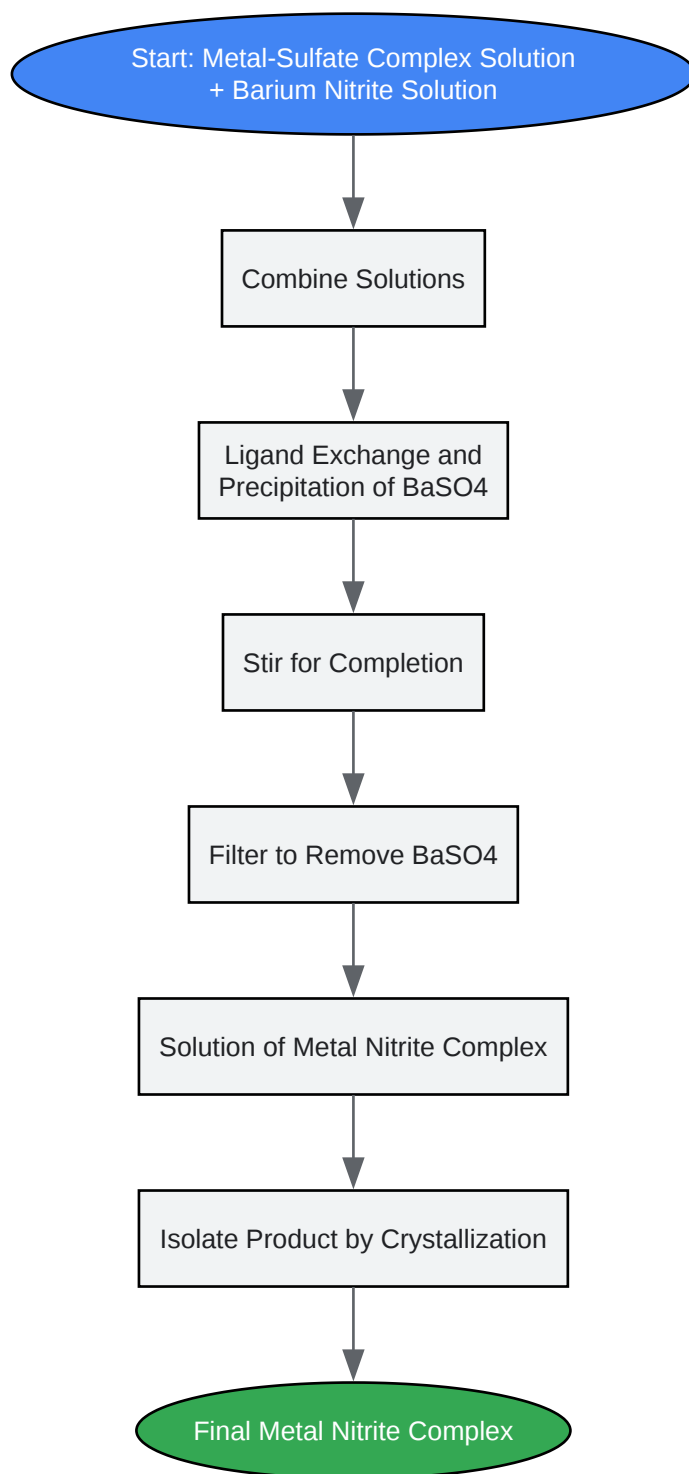 Start: Metal-Sulfate Complex Solution
+ Barium Nitrite Solution
Combine Solutions
Ligand Exchange and
Precipitation of BaSO4
Stir for Completion
Filter to Remove BaSO4
Solution of Metal Nitrite Complex
Isolate Product by Crystallization
Final Metal Nitrite Complex